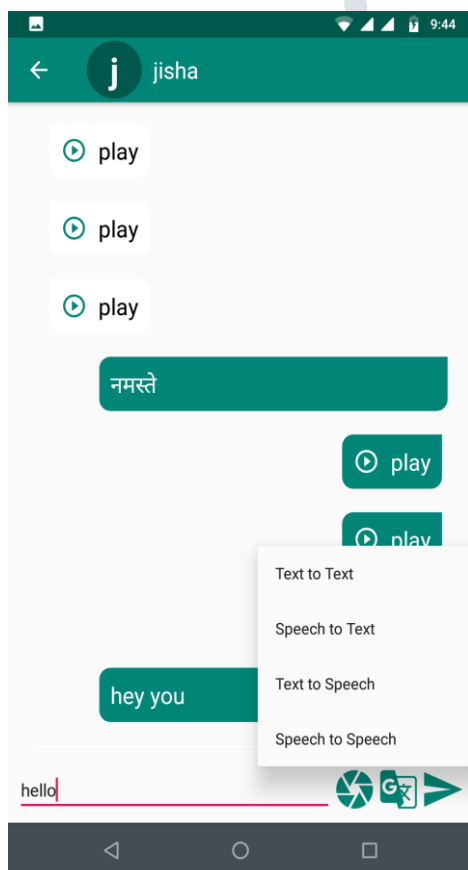 9:44
j jisha
play
play
play
नमस्ते
play
play
Text to Text
Speech to Text
Text to Speech
hey you
Speech to Speech
hello